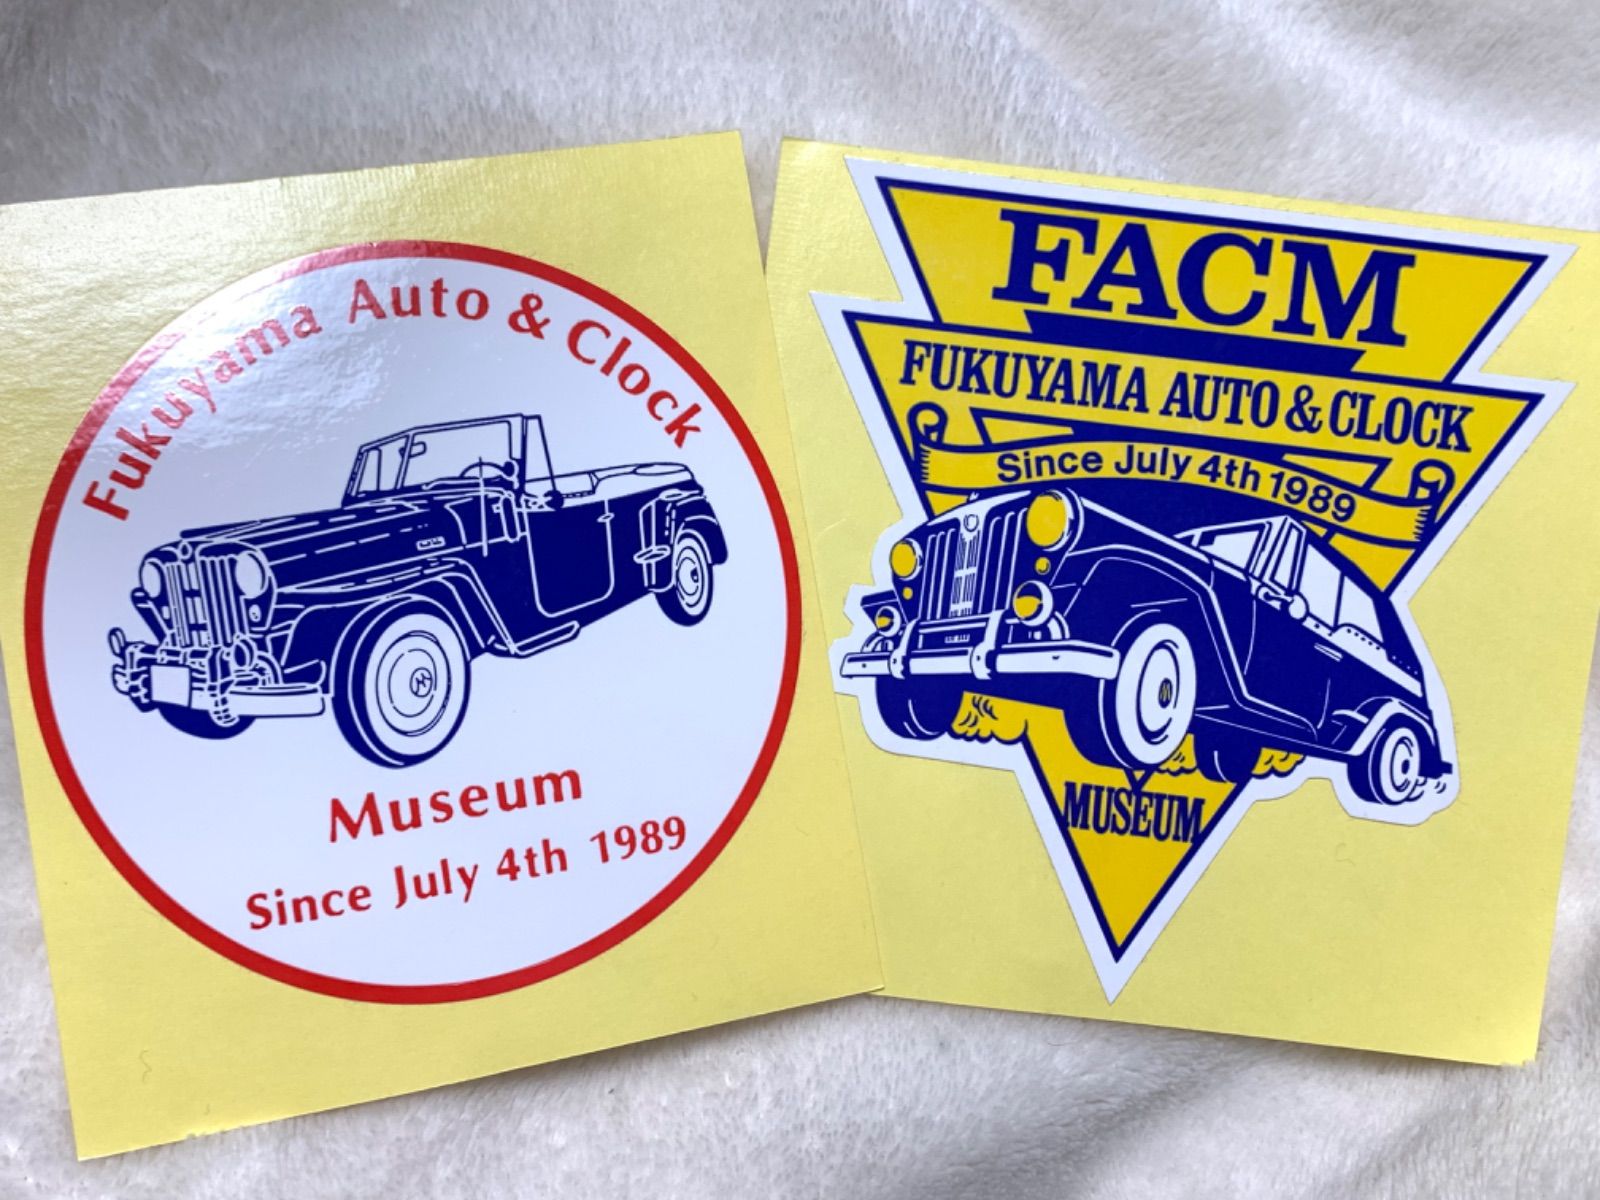 Fukuyama Auto & Clock
Museum
Since July 4th 1989
FACM
FUKUYAMA AUTO & CLOCK
Since July 4th 1989
MUSEUM